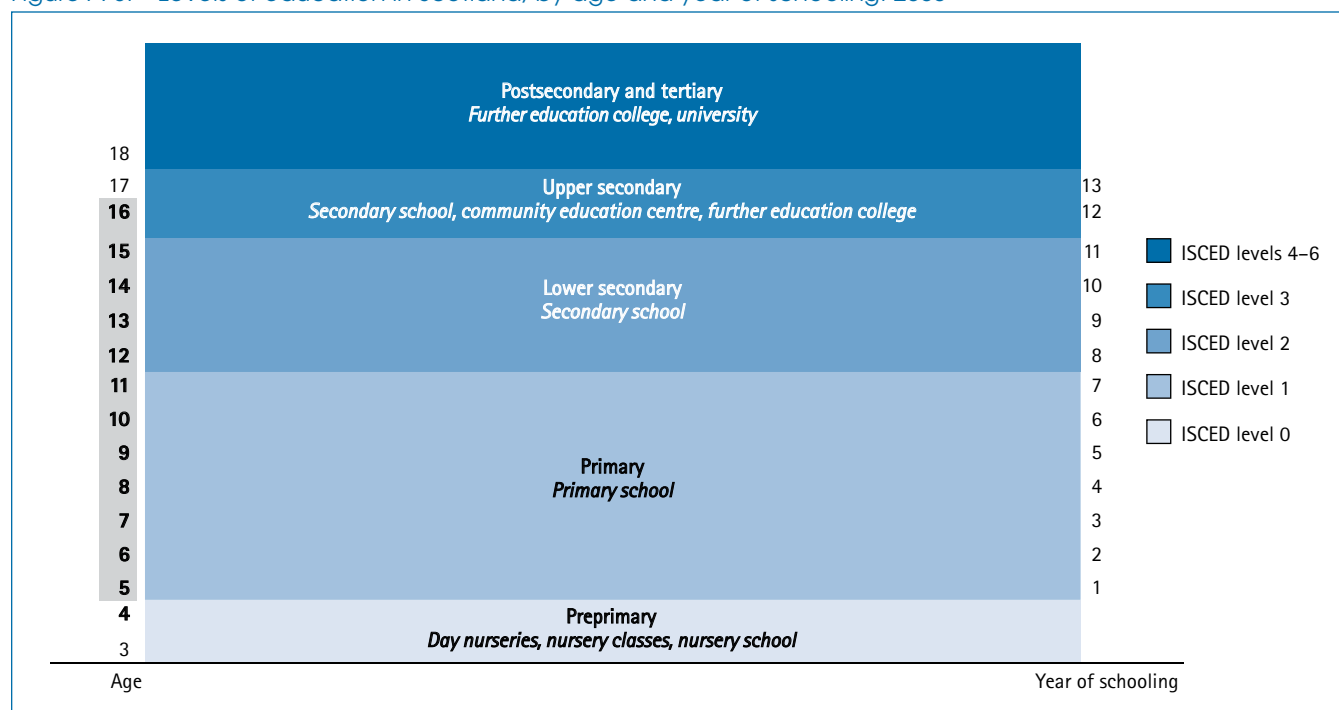 Postsecondary and tertiary
Further education college, university
18
17 Upper secondary 13
16 Secondary school, community education centre, further education college 12
15 11 ISCED levels 4–6
14 Lower secondary 10 ISCED level 3
13 Secondary school 9
12 8 ISCED level 2
11 7 ISCED level 1
10 6 ISCED level 0
9 5
Primary
8 Primary school 4
7 3
6 2
5 1
4 Preprimary
Day nurseries, nursery classes, nursery school
3
Age Year of schooling